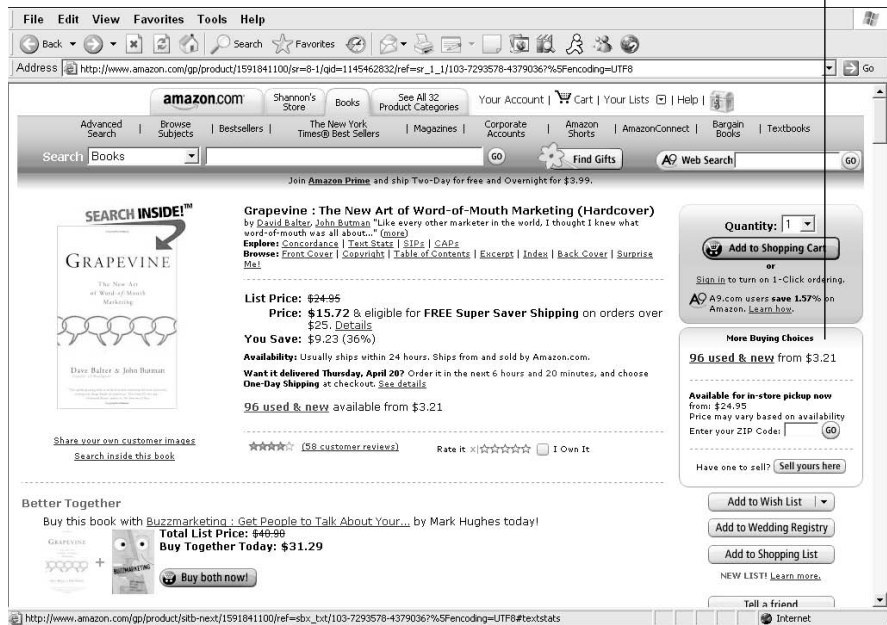 File Edit View Favorites Tools Help
Back Search Favorites
Address http://www.amazon.com/gp/product/1591841100/sr=8-1/qid=1145462832/ref=sr_1_1/103-7293578-4379036?%5Fencoding=UTF8 Go
amazon.com Shannon's Store Books See All 32 Product Categories Your Account | Cart | Your Lists | Help |
Advanced Search | Browse Subjects | Bestsellers | The New York Times® Best Sellers | Magazines | Corporate Accounts | Amazon Shorts | AmazonConnect | Bargain Books | Textbooks
Search Books GO Find Gifts A9 Web Search GO
Join Amazon Prime and ship Two-Day for free and Overnight for $3.99.
SEARCH INSIDE!™
GRAPEVINE
The New Art
of Word-of-Mouth
Marketing
Dave Balter & John Butman
Share your own customer images
Search inside this book
Grapevine : The New Art of Word-of-Mouth Marketing (Hardcover)
by David Balter, John Butman "Like every other marketer in the world, I thought I knew what
word-of-mouth was all about..." (more)
Explore: Concordance | Text Stats | SIPs | CAPs
Browse: Front Cover | Copyright | Table of Contents | Excerpt | Index | Back Cover | Surprise
Me!
List Price: $24.95
Price: $15.72 & eligible for FREE Super Saver Shipping on orders over
$25. Details
You Save: $9.23 (36%)
Availability: Usually ships within 24 hours. Ships from and sold by Amazon.com.
Want it delivered Thursday, April 20? Order it in the next 6 hours and 20 minutes, and choose
One-Day Shipping at checkout. See details
96 used & new available from $3.21
(58 customer reviews) Rate it I Own It
Quantity: 1
Add to Shopping Cart
or
Sign in to turn on 1-Click ordering.
A9 A9.com users save 1.57% on
Amazon. Learn how.
More Buying Choices
96 used & new from $3.21
Available for in-store pickup now
from: $24.95
Price may vary based on availability
Enter your ZIP Code: GO
Have one to sell? Sell yours here
Add to Wish List
Add to Wedding Registry
Add to Shopping List
NEW LIST! Learn more.
Tell a friend
Better Together
Buy this book with Buzzmarketing : Get People to Talk About Your... by Mark Hughes today!
GRAPEVINE + BUZZMARKETING
Total List Price: $40.90
Buy Together Today: $31.29
Buy both now!
http://www.amazon.com/gp/product/sitb-next/1591841100/ref=sbx_txt/103-7293578-4379036?%5Fencoding=UTF8#textstats Internet